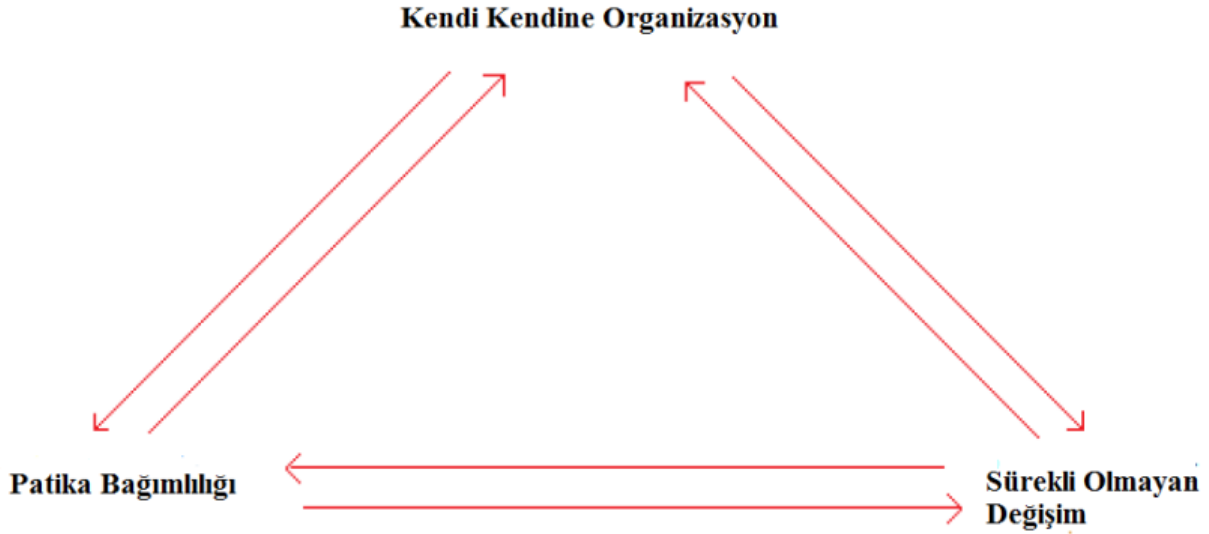 Kendi Kendine Organizasyon
Patika Bağımlılığı
Sürekli Olmayan
Değişim